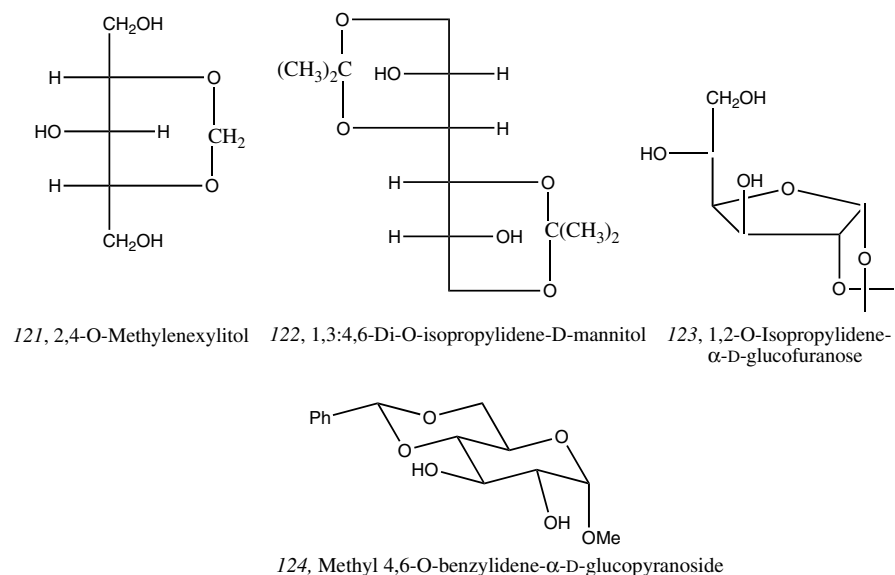 CH2OH
H
O
HO
H
CH2
H
O
CH2OH
O
(CH3)2C
HO
H
O
H
H
O
H
OH
C(CH3)2
O
CH2OH
HO
OH
O
O
O
121, 2,4-O-Methylenexylitol
122, 1,3:4,6-Di-O-isopropylidene-D-mannitol
123, 1,2-O-Isopropylidene-
α-D-glucofuranose
Ph
O
O
O
HO
OH
OMe
124, Methyl 4,6-O-benzylidene-α-D-glucopyranoside